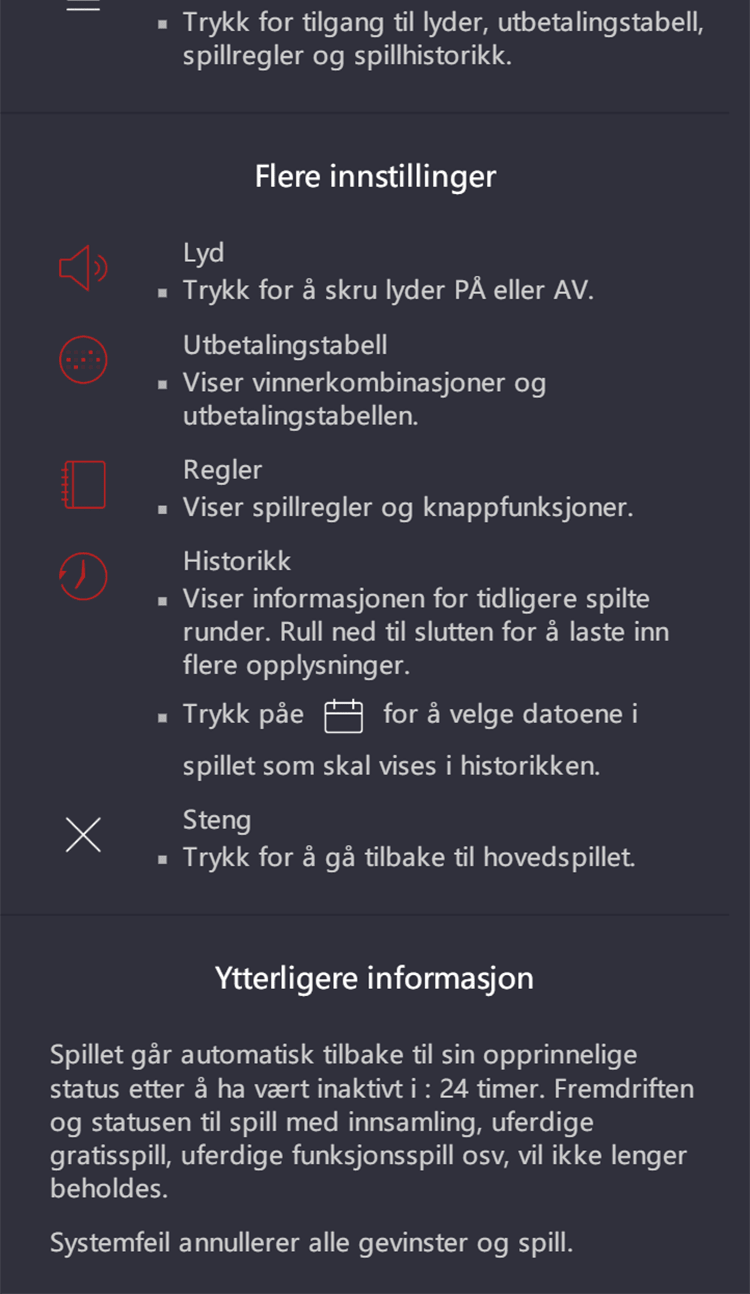 Trykk for tilgang til lyder, utbetalingstabell,
spillregler og spillhistorikk.
Flere innstillinger
Lyd
Trykk for å skru lyder PÅ eller AV.
Utbetalingstabell
Viser vinnerkombinasjoner og
utbetalingstabellen.
Regler
Viser spillregler og knappfunksjoner.
Historikk
Viser informasjonen for tidligere spilte
runder. Rull ned til slutten for å laste inn
flere opplysninger.
Trykk påe for å velge datoene i
spillet som skal vises i historikken.
Steng
Trykk for å gå tilbake til hovedspillet.
Ytterligere informasjon
Spillet går automatisk tilbake til sin opprinnelige
status etter å ha vært inaktivt i : 24 timer. Fremdriften
og statusen til spill med innsamling, uferdige
gratisspill, uferdige funksjonsspill osv, vil ikke lenger
beholdes.
Systemfeil annullerer alle gevinster og spill.